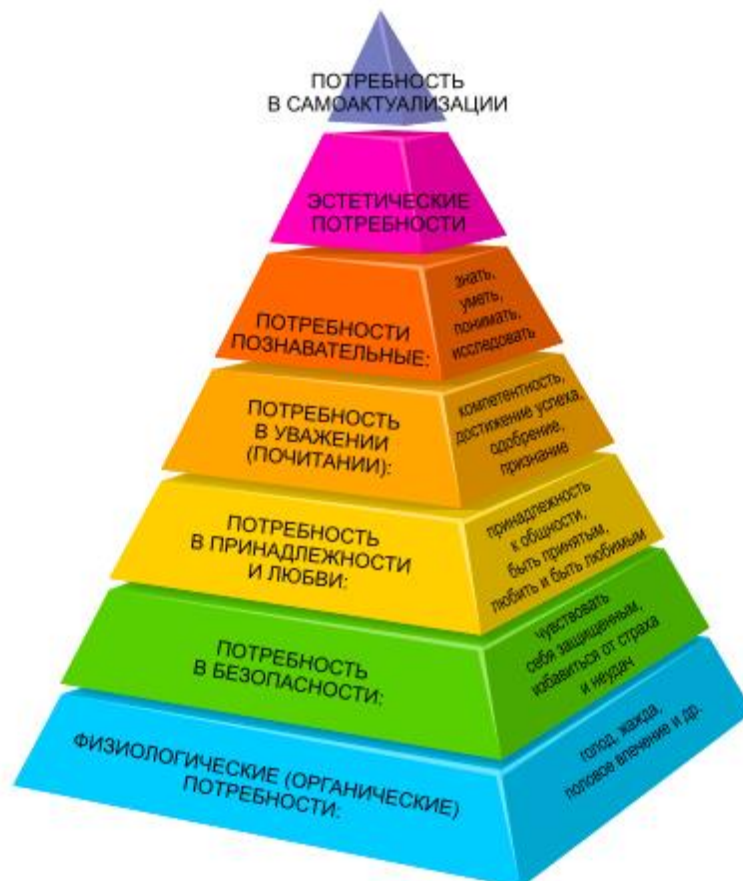 ПОТРЕБНОСТЬ
В САМОАКТУАЛИЗАЦИИ
ЭСТЕТИЧЕСКИЕ
ПОТРЕБНОСТИ
ПОТРЕБНОСТИ
ПОЗНАВАТЕЛЬНЫЕ:
знать,
уметь,
понимать,
исследовать
ПОТРЕБНОСТЬ
В УВАЖЕНИИ
(ПОЧИТАНИИ):
компетентность,
достижение успеха,
одобрение,
признание
ПОТРЕБНОСТЬ
В ПРИНАДЛЕЖНОСТИ
И ЛЮБВИ:
принадлежность
к общности,
быть принятым,
любить и быть любимым
ПОТРЕБНОСТЬ
В БЕЗОПАСНОСТИ:
чувствовать
себя защищенным,
избавиться от страха
и неудач
ФИЗИОЛОГИЧЕСКИЕ (ОРГАНИЧЕСКИЕ)
ПОТРЕБНОСТИ:
голод, жажда,
половое влечение и др.